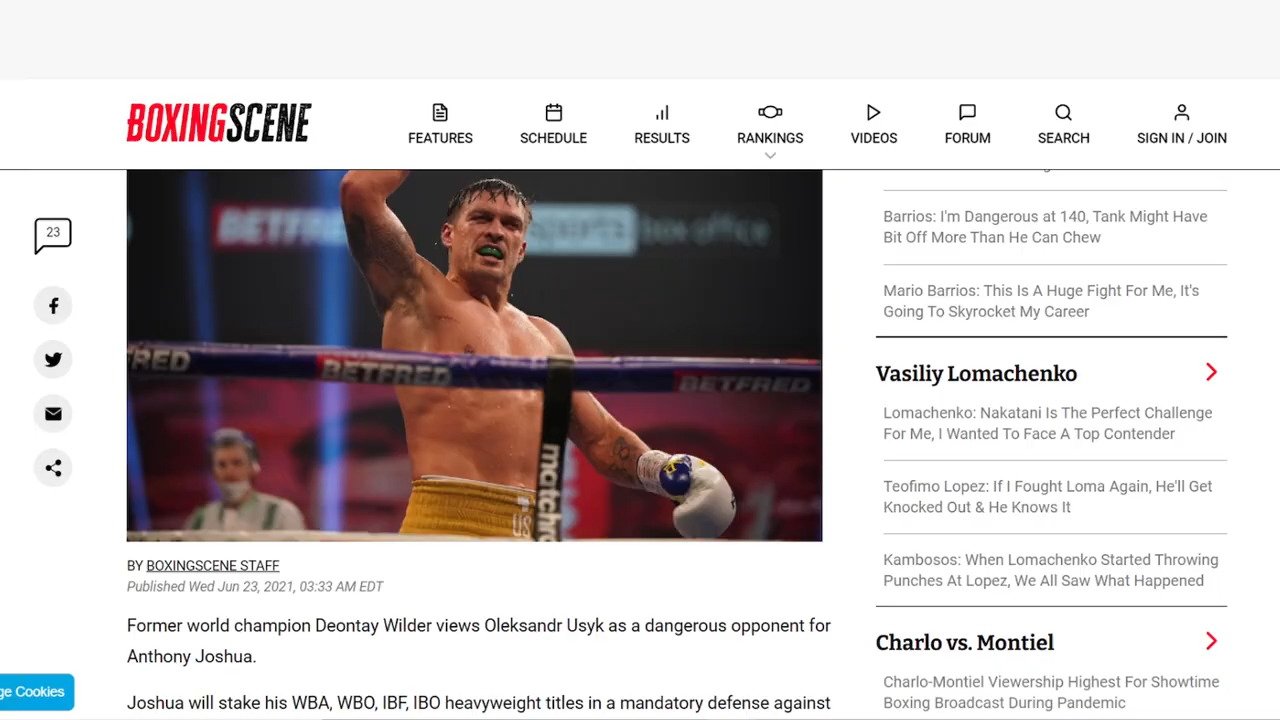 BOXINGSCENE
FEATURES
SCHEDULE
RESULTS
RANKINGS
VIDEOS
FORUM
SEARCH
SIGN IN / JOIN
23
BETFRED
sports box office
FRED
BETFRED
BETFRED
matchr
BY BOXINGSCENE STAFF
Published Wed Jun 23, 2021, 03:33 AM EDT
Former world champion Deontay Wilder views Oleksandr Usyk as a dangerous opponent for
Anthony Joshua.
Joshua will stake his WBA, WBO, IBF, IBO heavyweight titles in a mandatory defense against
ge Cookies
Barrios: I'm Dangerous at 140, Tank Might Have
Bit Off More Than He Can Chew
Mario Barrios: This Is A Huge Fight For Me, It's
Going To Skyrocket My Career
Vasiliy Lomachenko
Lomachenko: Nakatani Is The Perfect Challenge
For Me, I Wanted To Face A Top Contender
Teofimo Lopez: If I Fought Loma Again, He'll Get
Knocked Out & He Knows It
Kambosos: When Lomachenko Started Throwing
Punches At Lopez, We All Saw What Happened
Charlo vs. Montiel
Charlo-Montiel Viewership Highest For Showtime
Boxing Broadcast During Pandemic